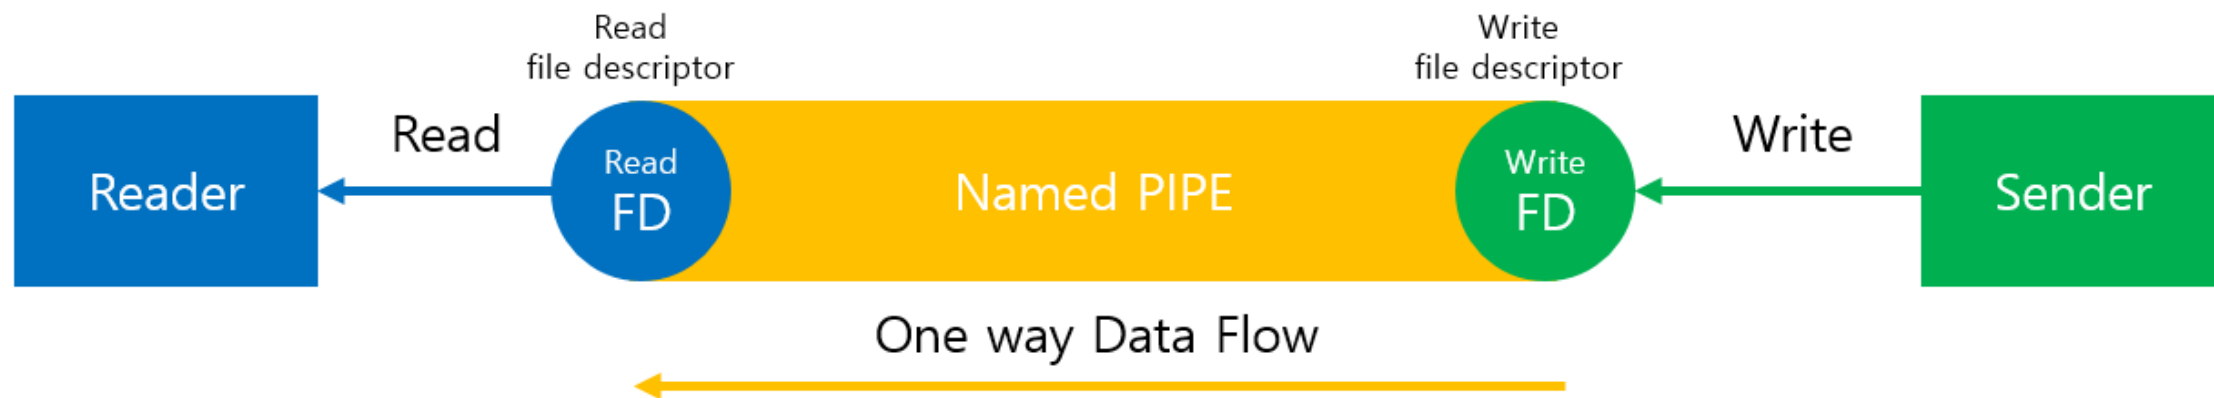 Read
file descriptor
Write
file descriptor
Reader
Read
Read
FD
Named PIPE
Write
FD
Write
Sender
One way Data Flow